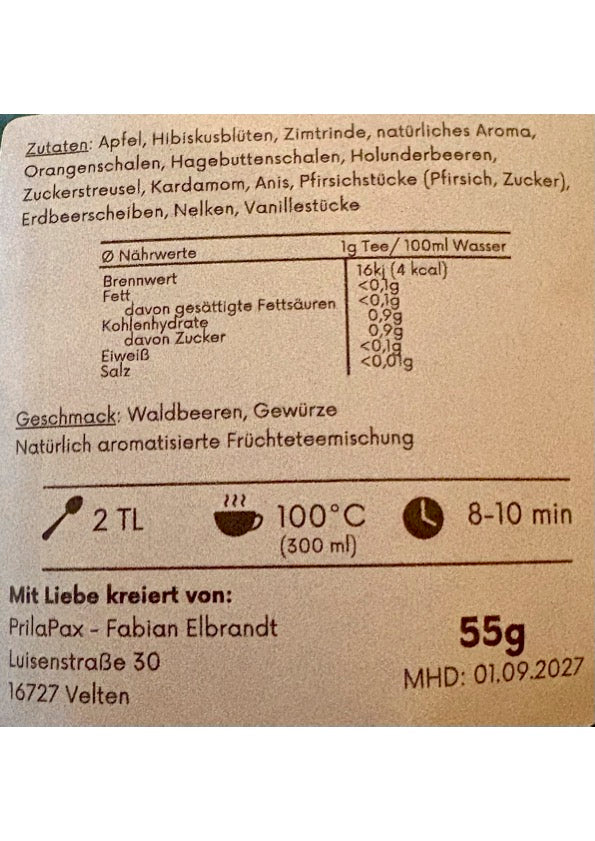 Zutaten: Apfel, Hibiskusblüten, Zimtrinde, natürliches Aroma,
Orangenschalen, Hagebuttenschalen, Holunderbeeren,
Zuckerstreusel, Kardamom, Anis, Pfirsichstücke (Pfirsich, Zucker),
Erdbeerscheiben, Nelken, Vanillestücke
Ø Nährwerte 1g Tee/ 100ml Wasser
Brennwert 16kj (4 kcal)
Fett <0,1g
davon gesättigte Fettsäuren <0,1g
Kohlenhydrate 0,9g
davon Zucker 0,9g
Eiweiß <0,1g
Salz <0,01g
Geschmack: Waldbeeren, Gewürze
Natürlich aromatisierte Früchteteemischung
2 TL 100°C 8-10 min
(300 ml)
Mit Liebe kreiert von:
PrilaPax - Fabian Elbrandt
Luisenstraße 30
16727 Velten
55g
MHD: 01.09.2027